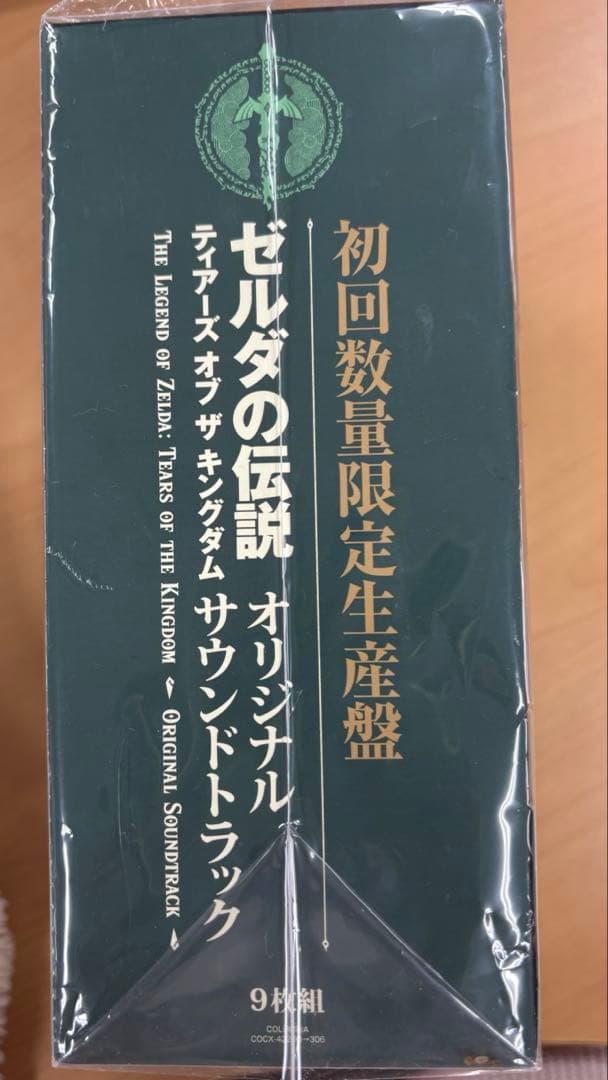 初回数量限定生産盤
ゼルダの伝説
ティアーズ オブ ザ キングダム
オリジナル
サウンドトラック
THE LEGEND OF ZELDA: TEARS OF THE KINGDOM
ORIGINAL SOUNDTRACK
9枚組